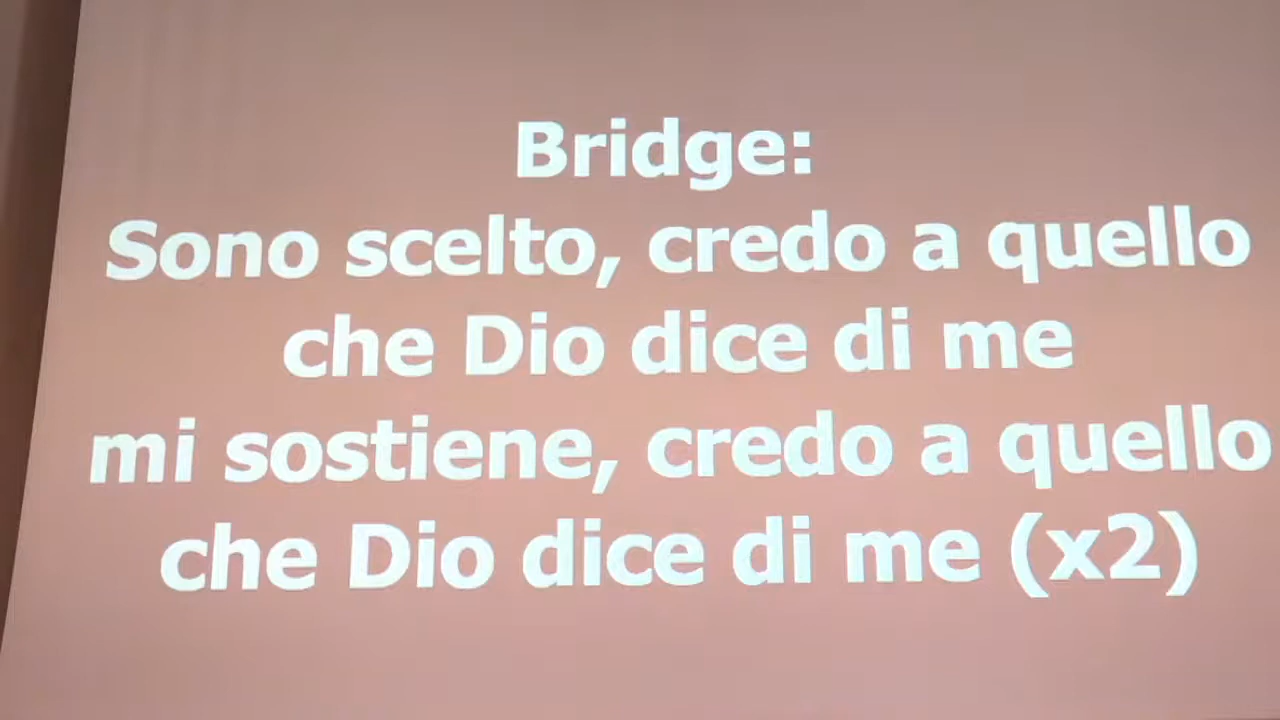 Bridge:
Sono scelto, credo a quello
che Dio dice di me
mi sostiene, credo a quello
che Dio dice di me (x2)